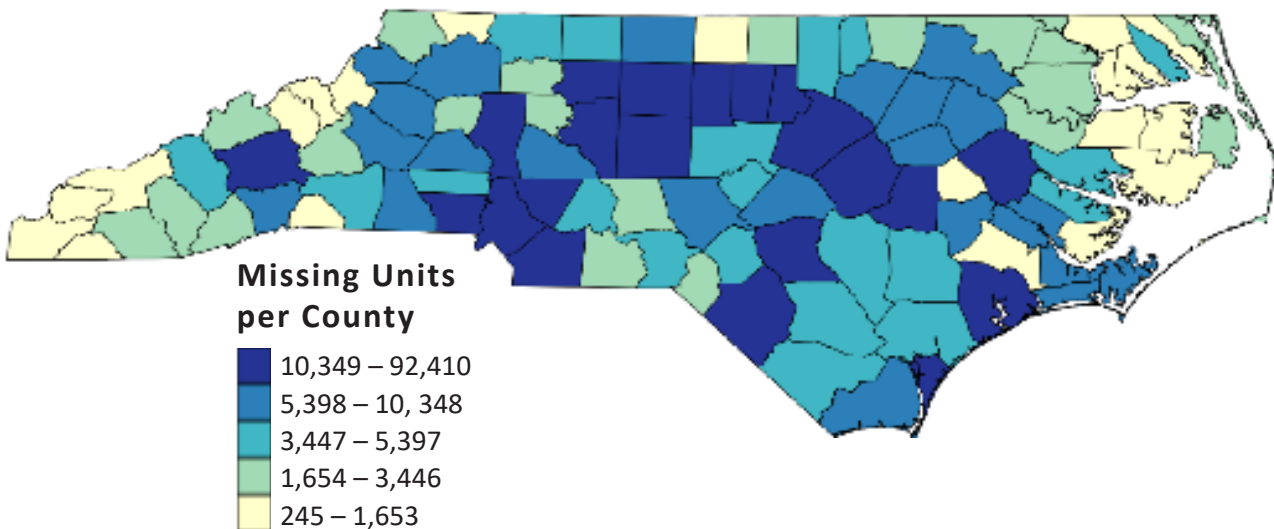 Missing Units
per County
10,349 – 92,410
5,398 – 10, 348
3,447 – 5,397
1,654 – 3,446
245 – 1,653